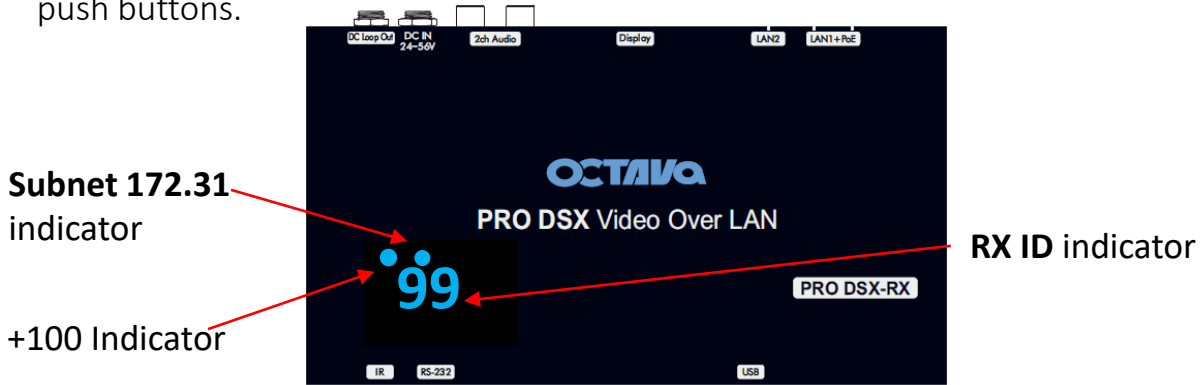 push buttons.
DC Loop Out
DC IN
24~56V
2ch Audio
Display
LAN2
LAN1+PoE
OCTAVA
PRO DSX Video Over LAN
Subnet 172.31
indicator
RX ID indicator
99
PRO DSX-RX
+100 Indicator
IR
RS-232
USB